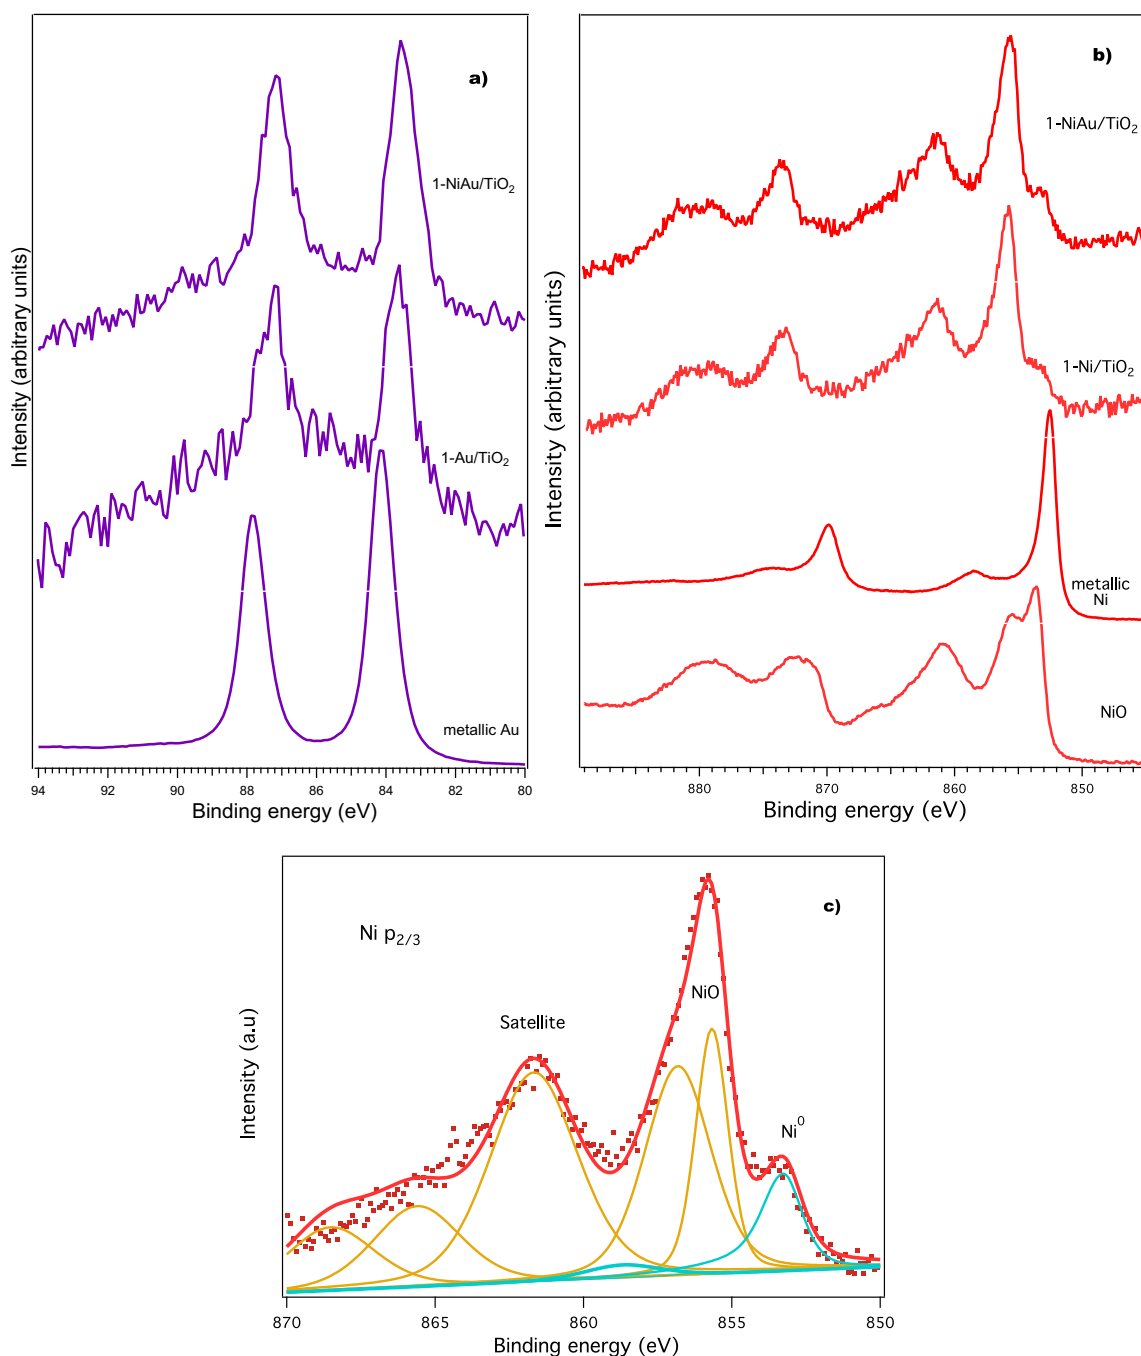 a)
1-NiAu/TiO2
1-Au/TiO2
metallic Au
Intensity (arbitrary units)
94 92 90 88 86 84 82 80
Binding energy (eV)
b)
1-NiAu/TiO2
1-Ni/TiO2
metallic
Ni
NiO
Intensity (arbitrary units)
880 870 860 850
Binding energy (eV)
c)
Ni p2/3
NiO
Satellite
Ni0
Intensity (a.u)
870 865 860 855 850
Binding energy (eV)